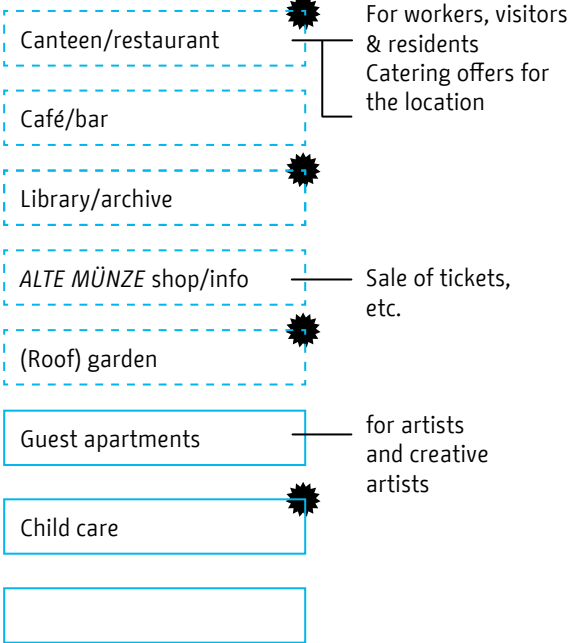 Canteen/restaurant
For workers, visitors
& residents
Catering offers for
the location
Café/bar
Library/archive
ALTE MÜNZE shop/info
Sale of tickets,
etc.
(Roof) garden
Guest apartments
for artists
and creative
artists
Child care